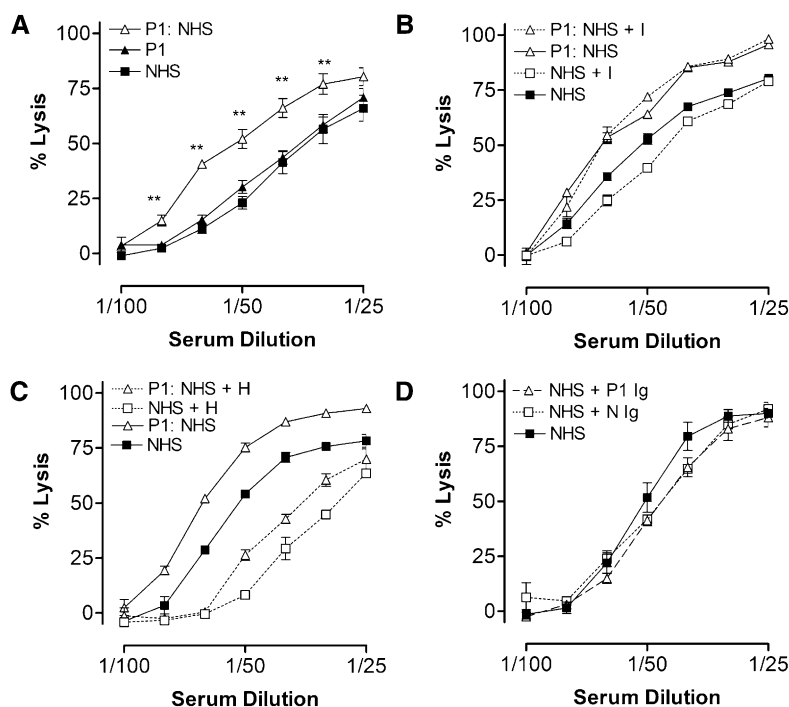 A
P1: NHS
P1
NHS
100
75
50
25
0
% Lysis
**
**
**
**
**
1/100
1/50
1/25
Serum Dilution
B
P1: NHS + I
P1: NHS
NHS + I
NHS
100
75
50
25
0
% Lysis
1/100
1/50
1/25
Serum Dilution
C
P1: NHS + H
NHS + H
P1: NHS
NHS
100
75
50
25
0
% Lysis
1/100
1/50
1/25
Serum Dilution
D
NHS + P1 Ig
NHS + N Ig
NHS
100
75
50
25
0
% Lysis
1/100
1/50
1/25
Serum Dilution